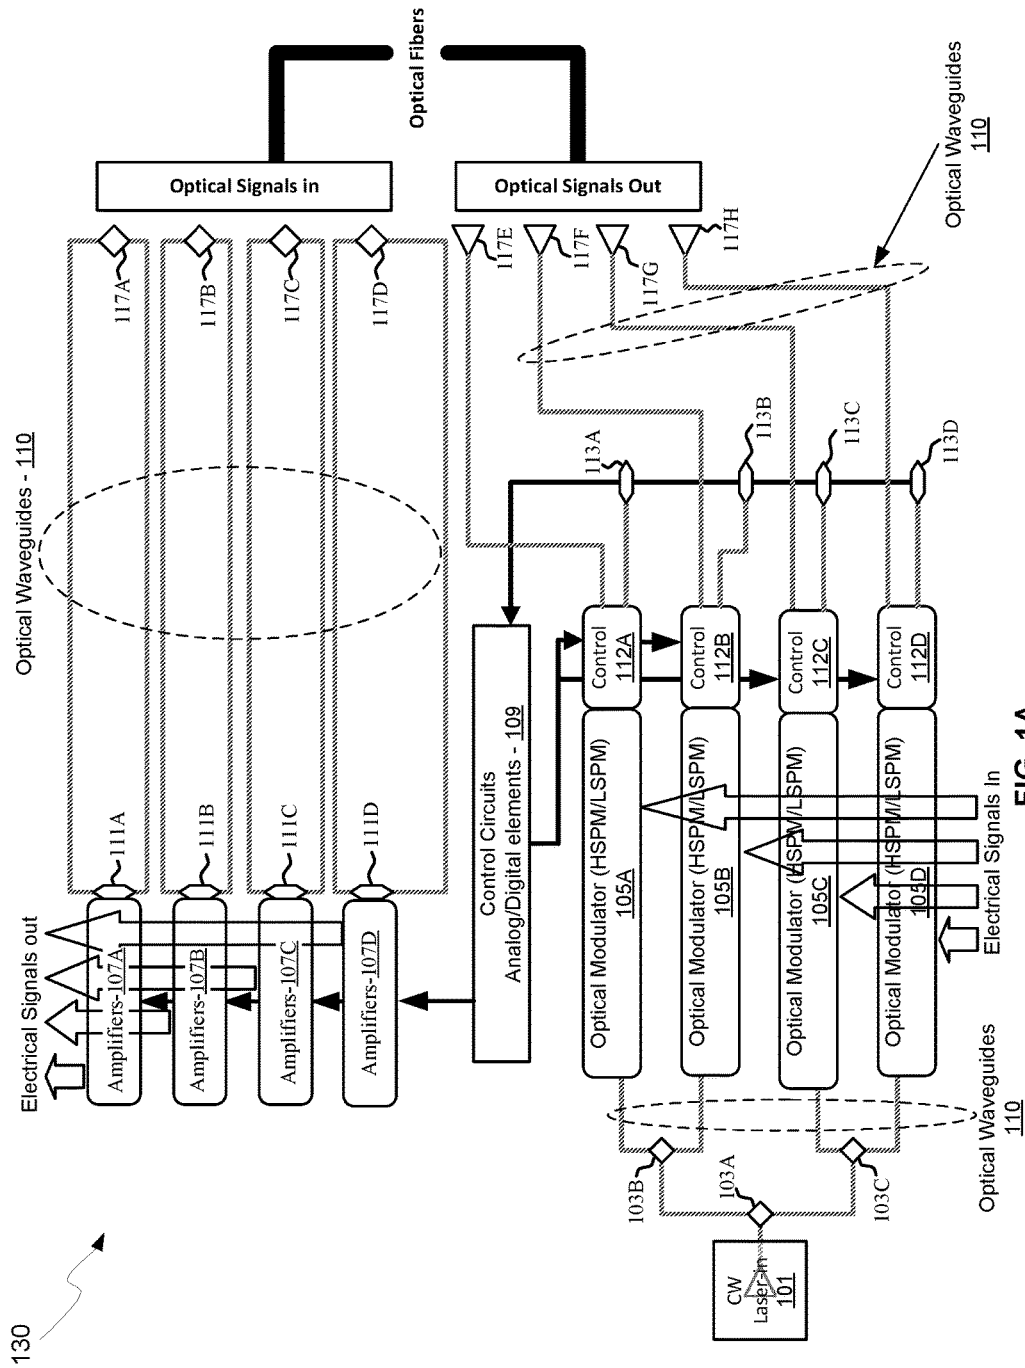 130
Electrical Signals out
Optical Waveguides - 110
Optical Signals in
Optical Fibers
Optical Signals Out
Amplifiers-107A
Amplifiers-107B
Amplifiers-107C
Amplifiers-107D
111A
111B
111C
111D
117A
117B
117C
117D
117E
117F
117G
117H
Optical Waveguides
110
Control Circuits
Analog/Digital elements - 109
113A
113B
113C
113D
Control
112A
Control
112B
Control
112C
Control
112D
Optical Modulator (HSPM/LSPM)
105A
Optical Modulator (HSPM/LSPM)
105B
Optical Modulator (HSPM/LSPM)
105C
Optical Modulator (HSPM/LSPM)
105D
Electrical Signals In
Optical Waveguides
110
103A
103B
103C
CW
Laser-in
101
FIG. 1A